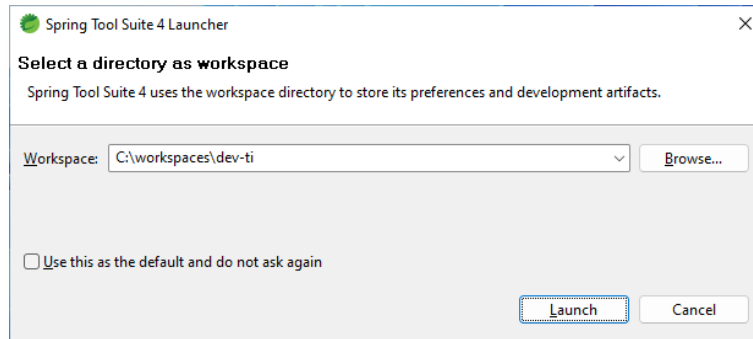 Spring Tool Suite 4 Launcher
Select a directory as workspace
Spring Tool Suite 4 uses the workspace directory to store its preferences and development artifacts.
Workspace: C:\workspaces\dev-ti Browse...
Use this as the default and do not ask again
Launch Cancel